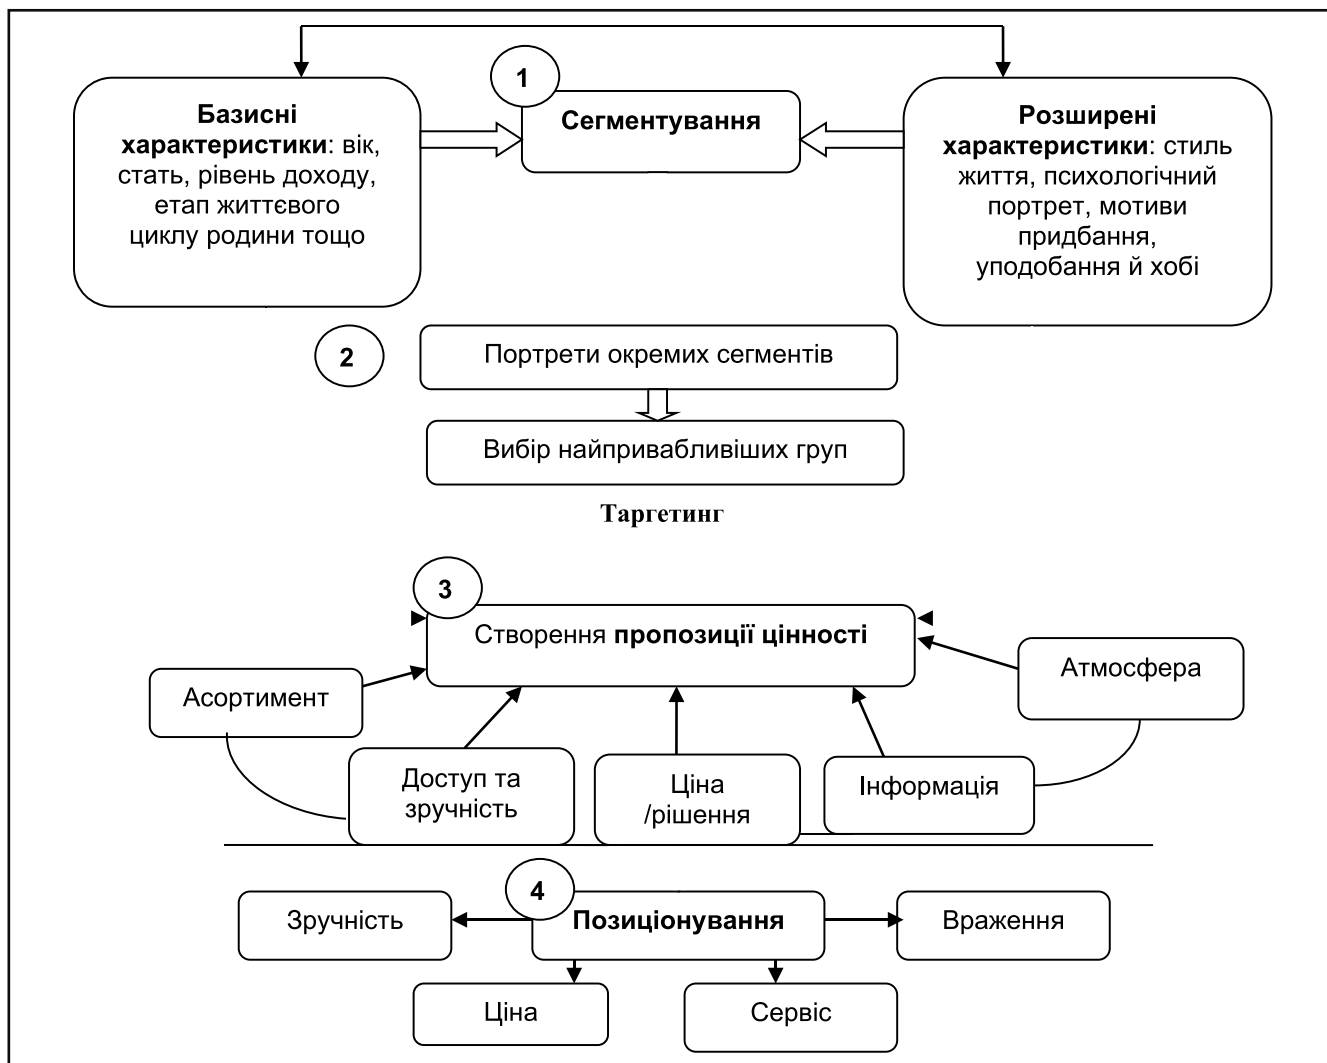 1
Сегментування
Базисні
характеристики: вік,
стать, рівень доходу,
етап життєвого
циклу родини тощо
Розширені
характеристики: стиль
життя, психологічний
портрет, мотиви
придбання,
уподобання й хобі
2
Портрети окремих сегментів
Вибір найпривабливіших груп
Таргетинг
3
Створення пропозиції цінності
Асортимент
Доступ та
зручність
Ціна
/рішення
Інформація
Атмосфера
4
Позиціонування
Зручність
Враження
Ціна
Сервіс